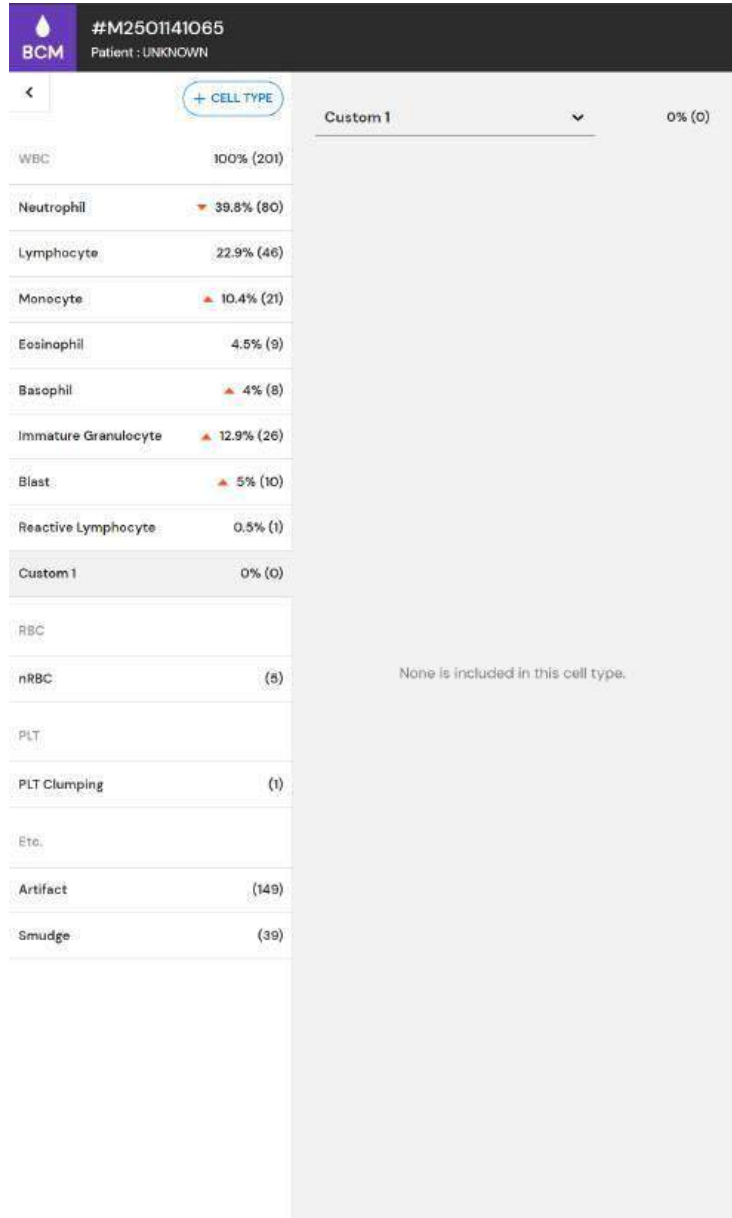 BCM
#M2501141065
Patient : UNKNOWN
+ CELL TYPE
WBC 100% (201)
Neutrophil 39.8% (80)
Lymphocyte 22.9% (46)
Monocyte 10.4% (21)
Eosinophil 4.5% (9)
Basophil 4% (8)
Immature Granulocyte 12.9% (26)
Blast 5% (10)
Reactive Lymphocyte 0.5% (1)
Custom 1 0% (0)
RBC
nRBC (5)
PLT
PLT Clumping (1)
Etc.
Artifact (149)
Smudge (39)
Custom 1 0% (0)
None is included in this cell type.